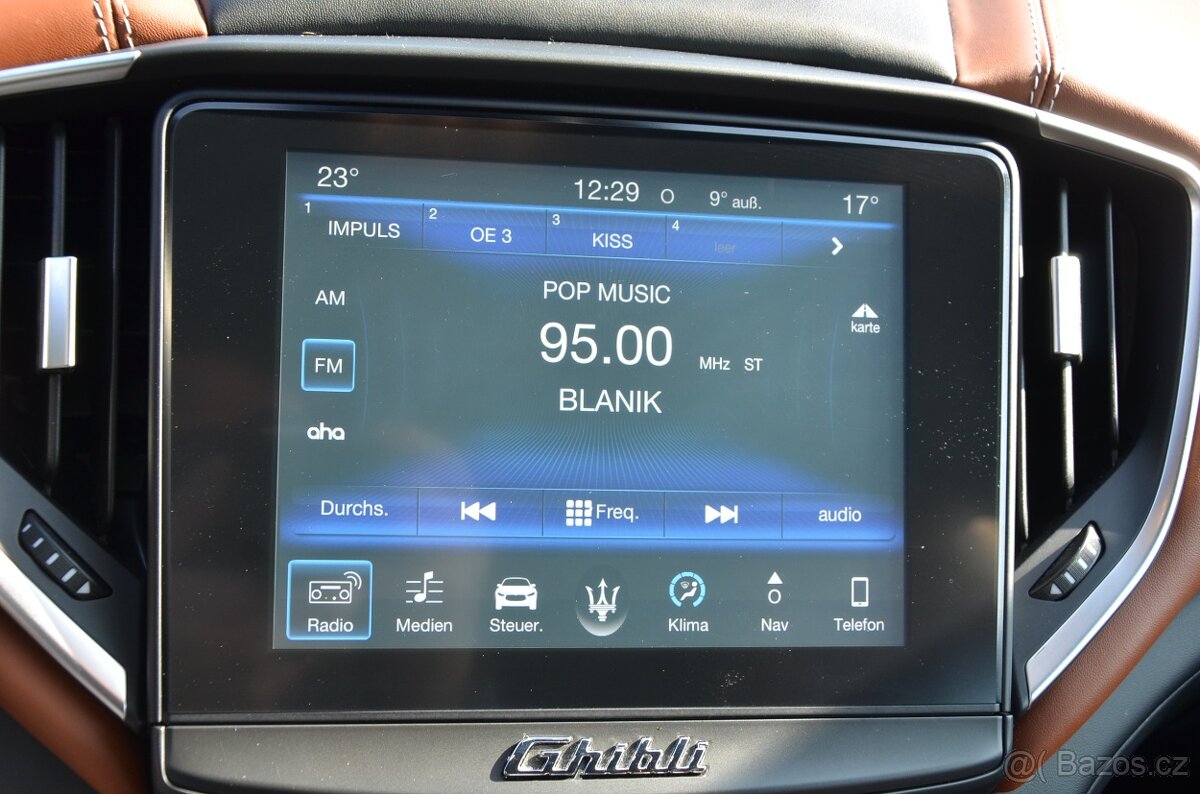 23° 12:29 O 9° auß. 17°
1 IMPULS 2 OE 3 3 KISS 4 leer
AM
POP MUSIC
95.00 MHz ST
karte
FM
BLANIK
aha
Durchs. Freq. audio
Radio Medien Steuer. Klima Nav Telefon
Ghibli
@( Bazos.cz